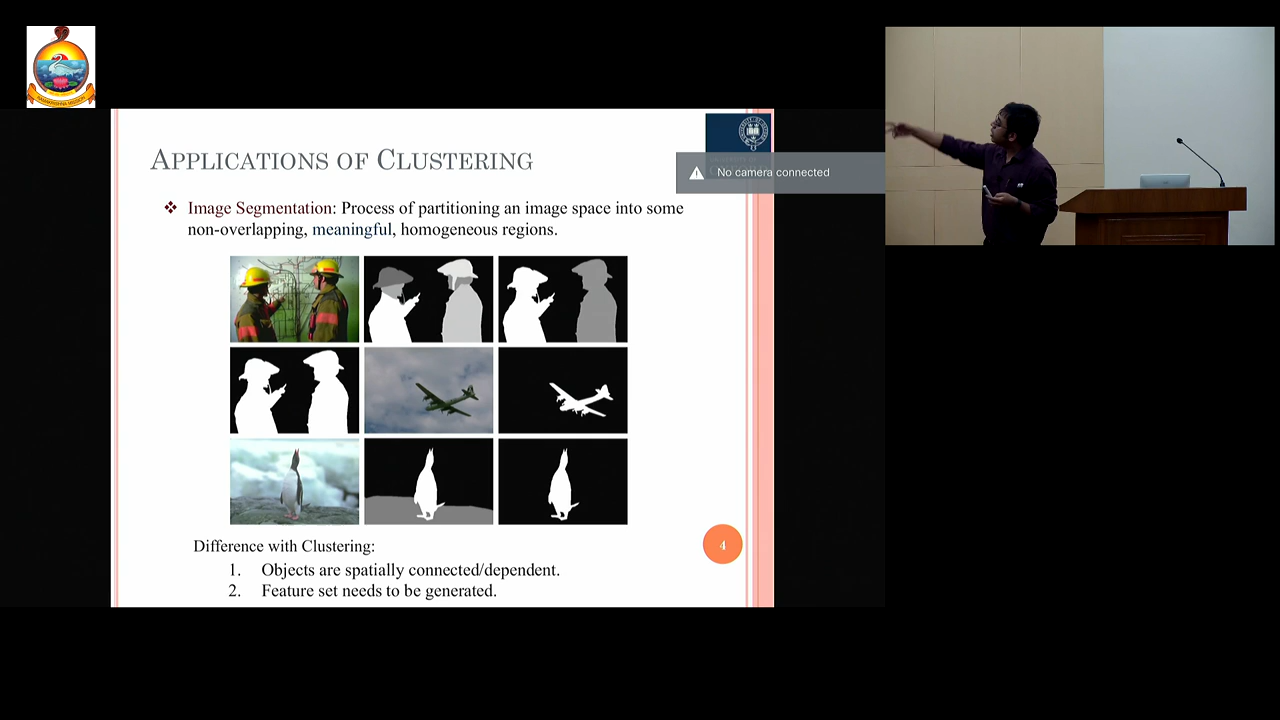 APPLICATIONS OF CLUSTERING
No camera connected
❖ Image Segmentation: Process of partitioning an image space into some
non-overlapping, meaningful, homogeneous regions.
Difference with Clustering:
4
1. Objects are spatially connected/dependent.
2. Feature set needs to be generated.